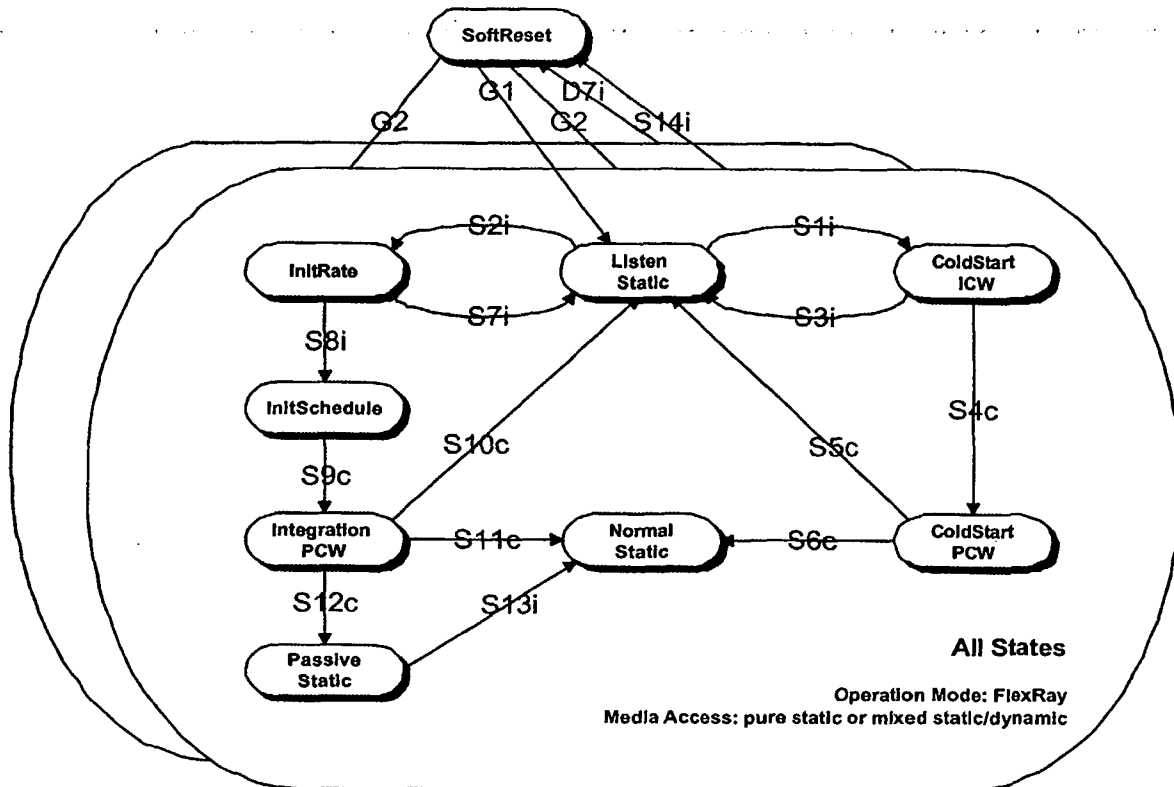 SoftReset
G2
G1
D7i
G2
S14i
S2i
S1i
InitRate
Listen
Static
ColdStart
ICW
S7i
S3i
S8i
InitSchedule
S4c
S10c
S5c
S9c
Integration
PCW
S11c
Normal
Static
S6c
ColdStart
PCW
S12c
S13i
Passive
Static
All States
Operation Mode: FlexRay
Media Access: pure static or mixed static/dynamic